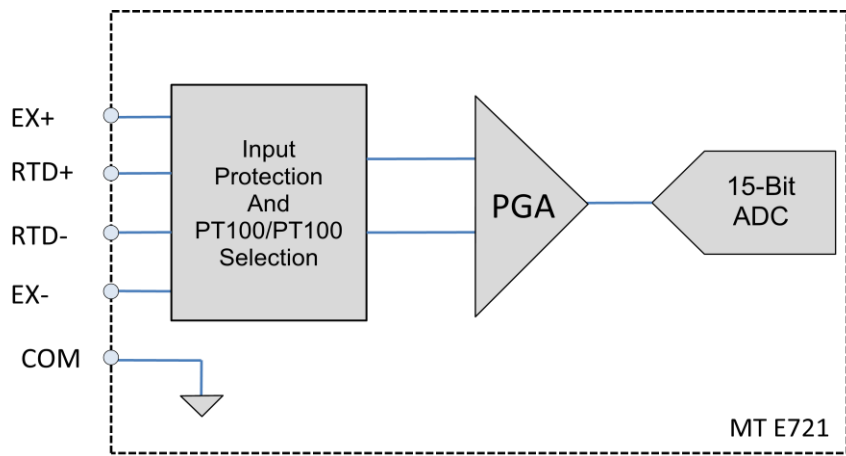 EX+
RTD+
RTD-
EX-
COM
Input
Protection
And
PT100/PT100
Selection
PGA
15-Bit
ADC
MT E721